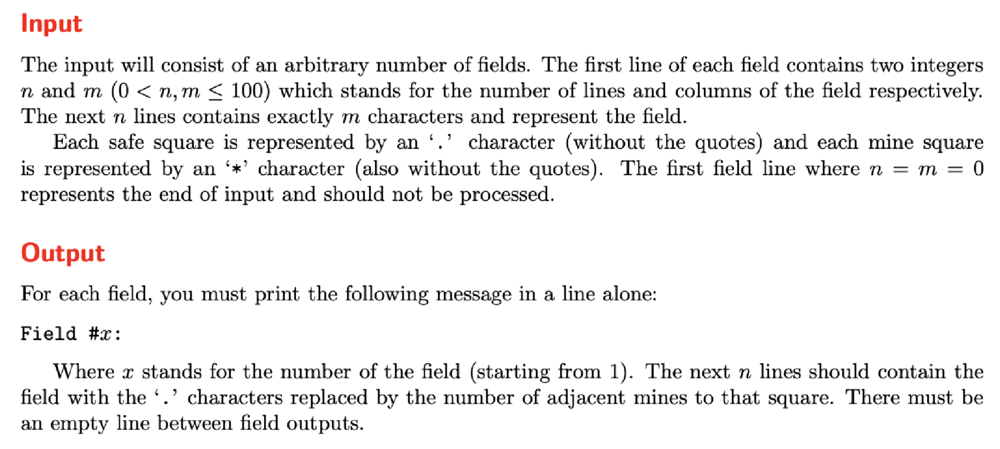 Input
The input will consist of an arbitrary number of fields. The first line of each field contains two integers
n and m (0 < n, m ≤ 100) which stands for the number of lines and columns of the field respectively.
The next n lines contains exactly m characters and represent the field.
Each safe square is represented by an ‘.’ character (without the quotes) and each mine square
is represented by an ‘*’ character (also without the quotes). The first field line where n = m = 0
represents the end of input and should not be processed.
Output
For each field, you must print the following message in a line alone:
Field #x:
Where x stands for the number of the field (starting from 1). The next n lines should contain the
field with the ‘.’ characters replaced by the number of adjacent mines to that square. There must be
an empty line between field outputs.